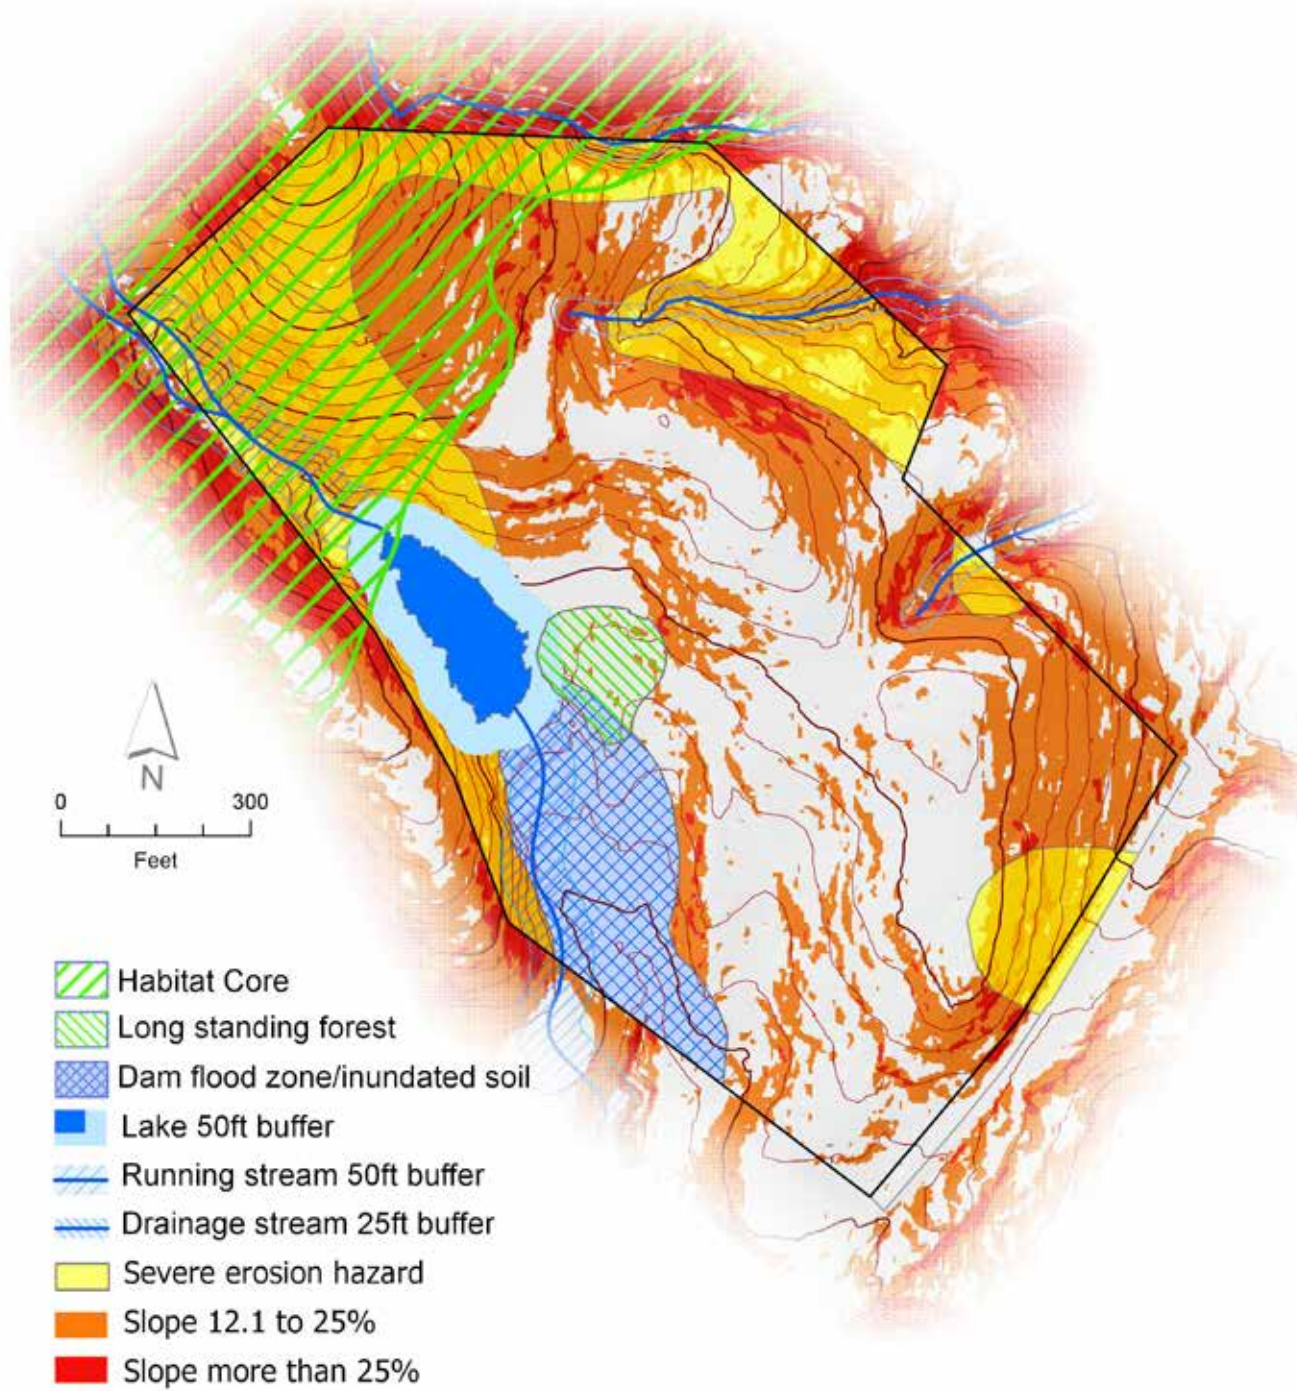 N
0 300
Feet
Habitat Core
Long standing forest
Dam flood zone/inundated soil
Lake 50ft buffer
Running stream 50ft buffer
Drainage stream 25ft buffer
Severe erosion hazard
Slope 12.1 to 25%
Slope more than 25%